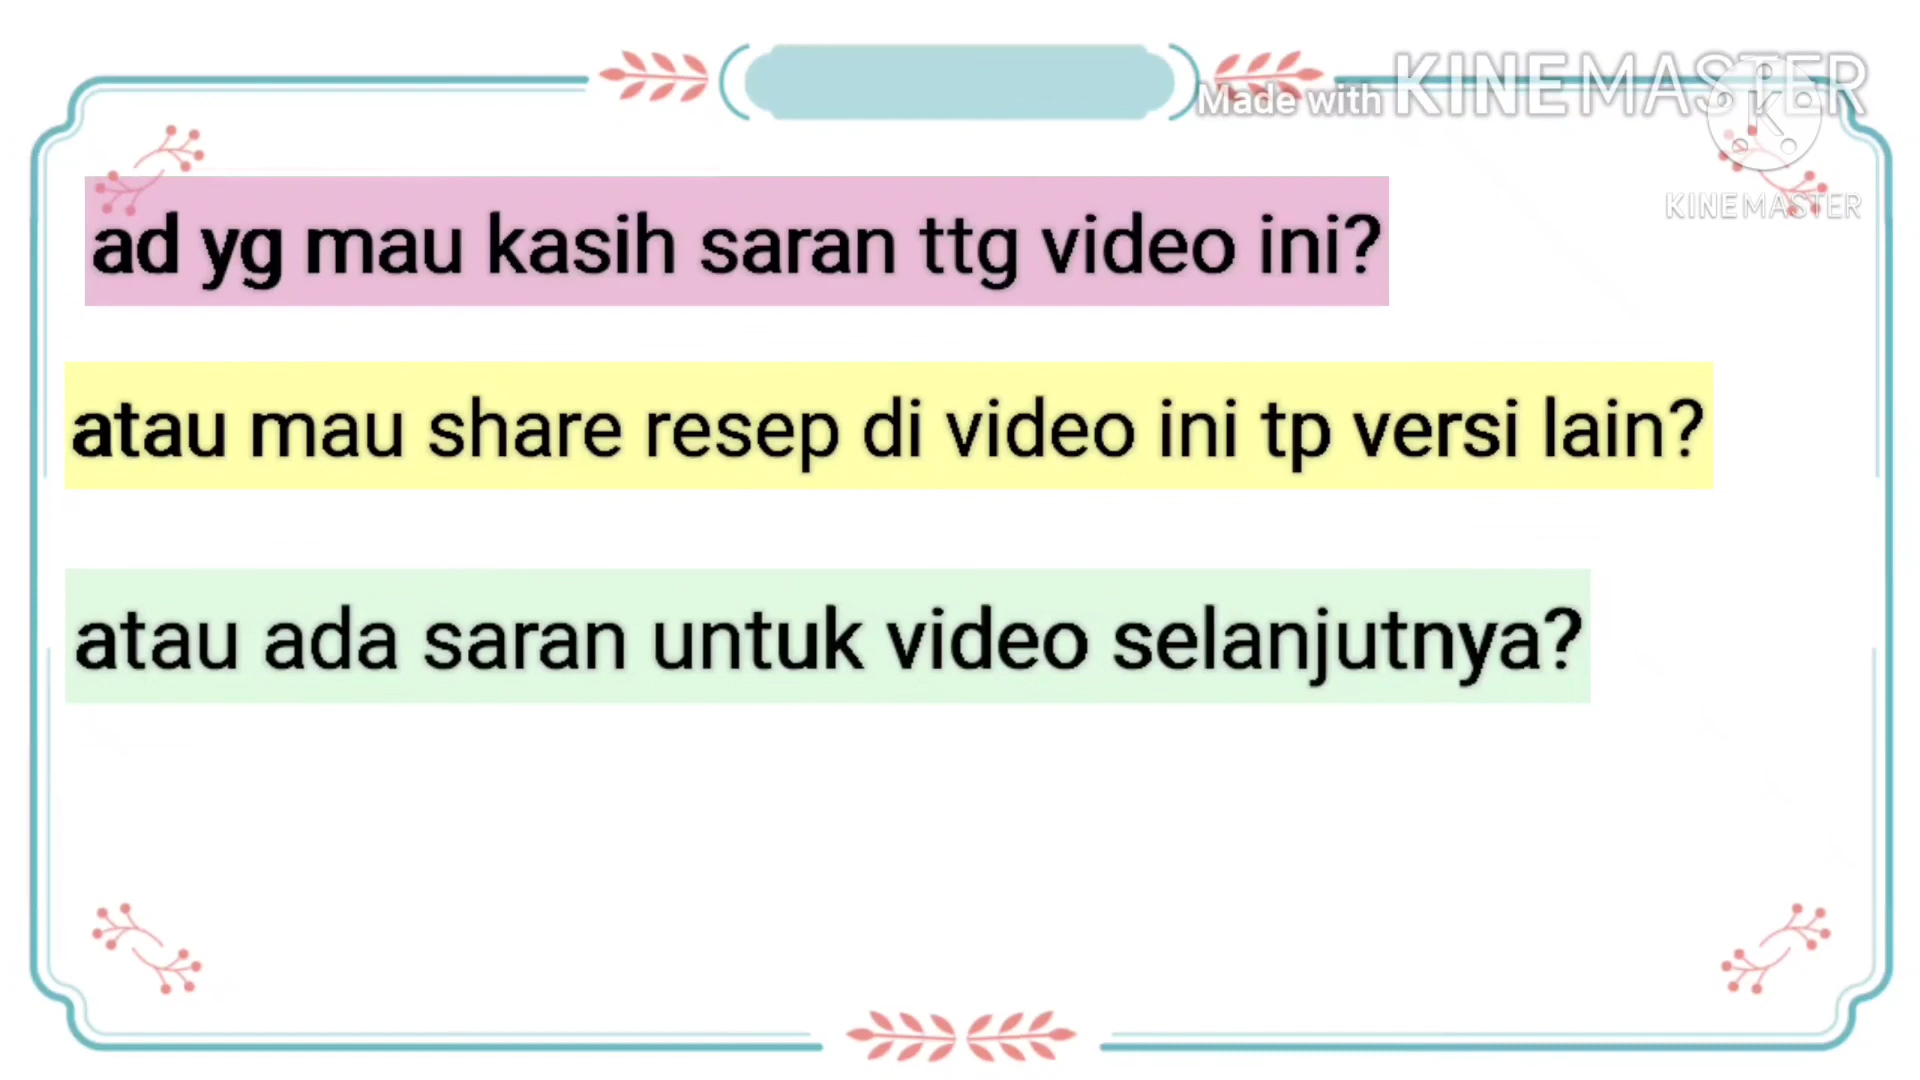 Made with KINEMASTER
KINEMASTER
ad yg mau kasih saran ttg video ini?
atau mau share resep di video ini tp versi lain?
atau ada saran untuk video selanjutnya?